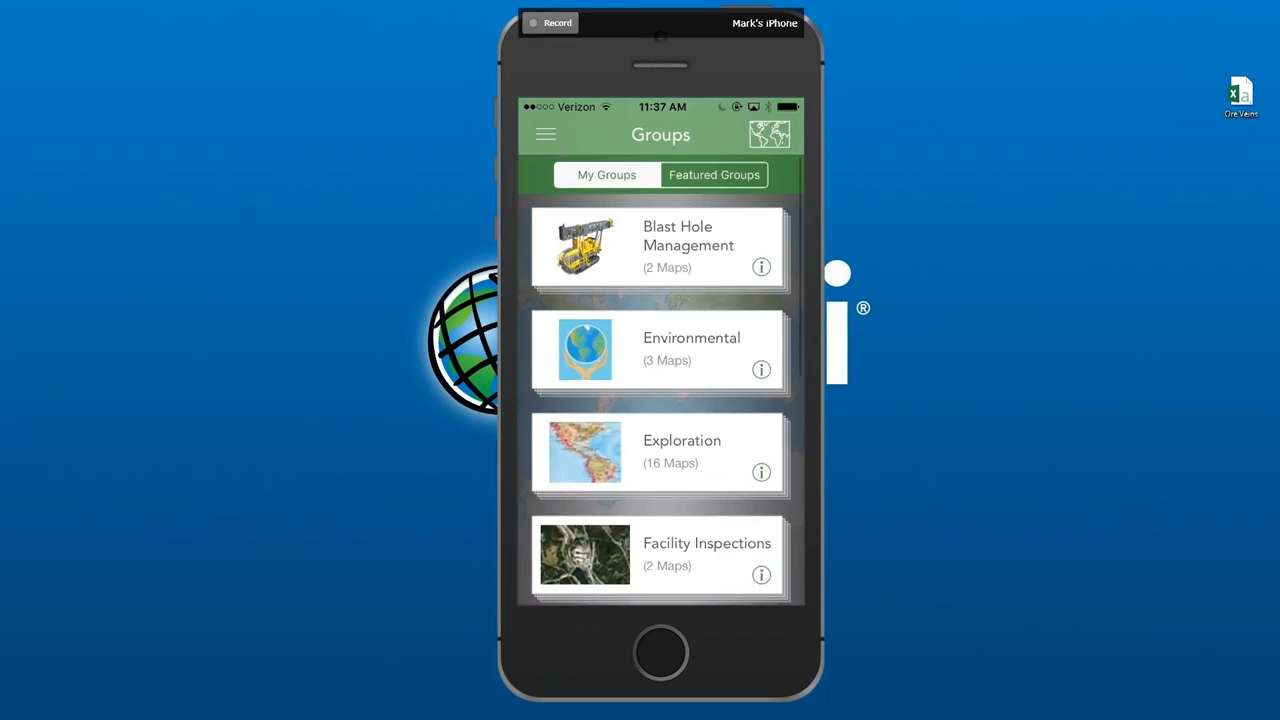 Record
Mark's iPhone
Verizon
11:37 AM
Groups
My Groups
Featured Groups
Blast Hole
Management
(2 Maps)
Environmental
(3 Maps)
Exploration
(16 Maps)
Facility Inspections
(2 Maps)
i®
X a
Ore Veins